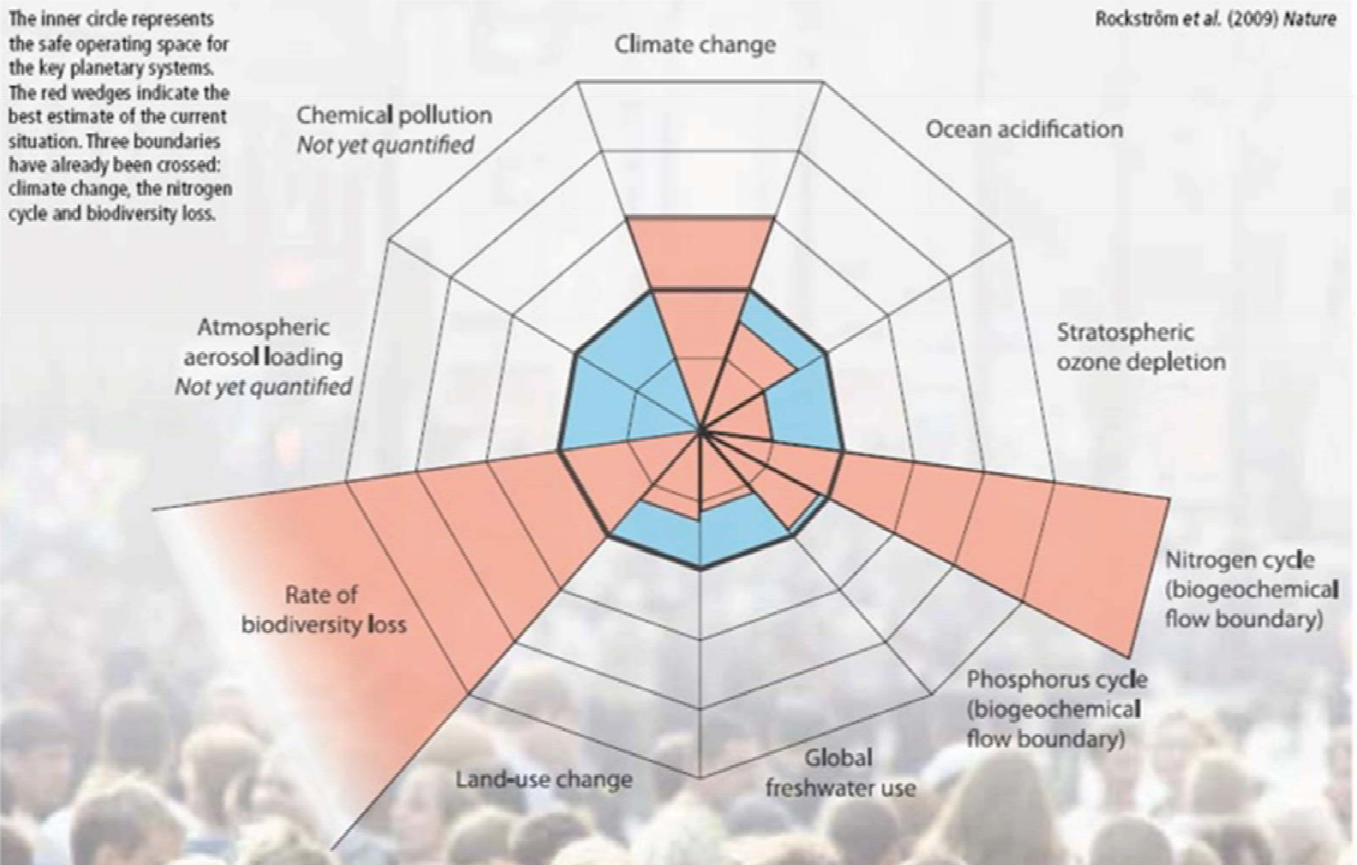 The inner circle represents
the safe operating space for
the key planetary systems.
The red wedges indicate the
best estimate of the current
situation. Three boundaries
have already been crossed:
climate change, the nitrogen
cycle and biodiversity loss.
Rockström et al. (2009) Nature
Climate change
Chemical pollution
Not yet quantified
Ocean acidification
Atmospheric
aerosol loading
Not yet quantified
Stratospheric
ozone depletion
Rate of
biodiversity loss
Nitrogen cycle
(biogeochemical
flow boundary)
Phosphorus cycle
(biogeochemical
flow boundary)
Land-use change
Global
freshwater use